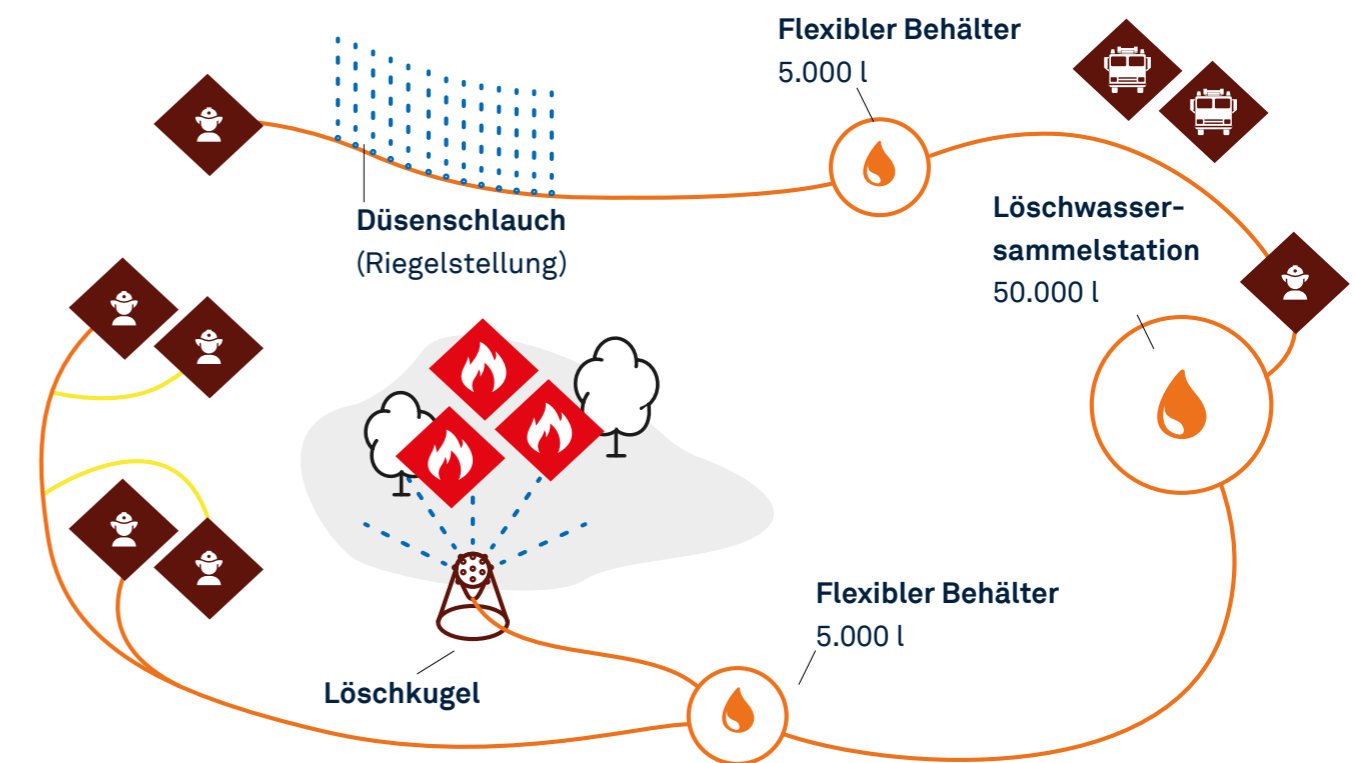 Flexibler Behälter
5.000 l
Löschwasser-
sammelstation
50.000 l
Düsenschlauch
(Riegelstellung)
Flexibler Behälter
5.000 l
Löschkugel